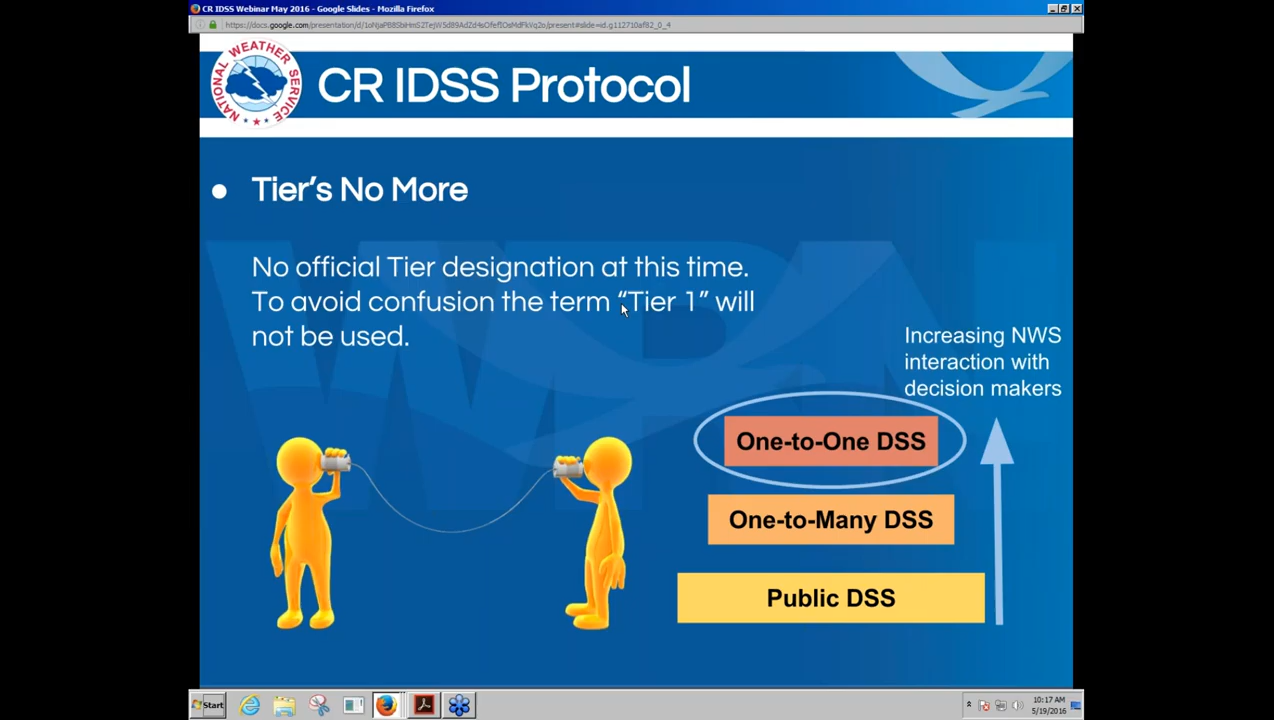 CR IDSS Webinar May 2016 - Google Slides - Mozilla Firefox
NATIONAL WEATHER SERVICE
CR IDSS Protocol
● Tier's No More
No official Tier designation at this time.
To avoid confusion the term “Tier 1” will
not be used.
Increasing NWS
interaction with
decision makers
One-to-One DSS
One-to-Many DSS
Public DSS
Start
10:17 AM
5/19/2016